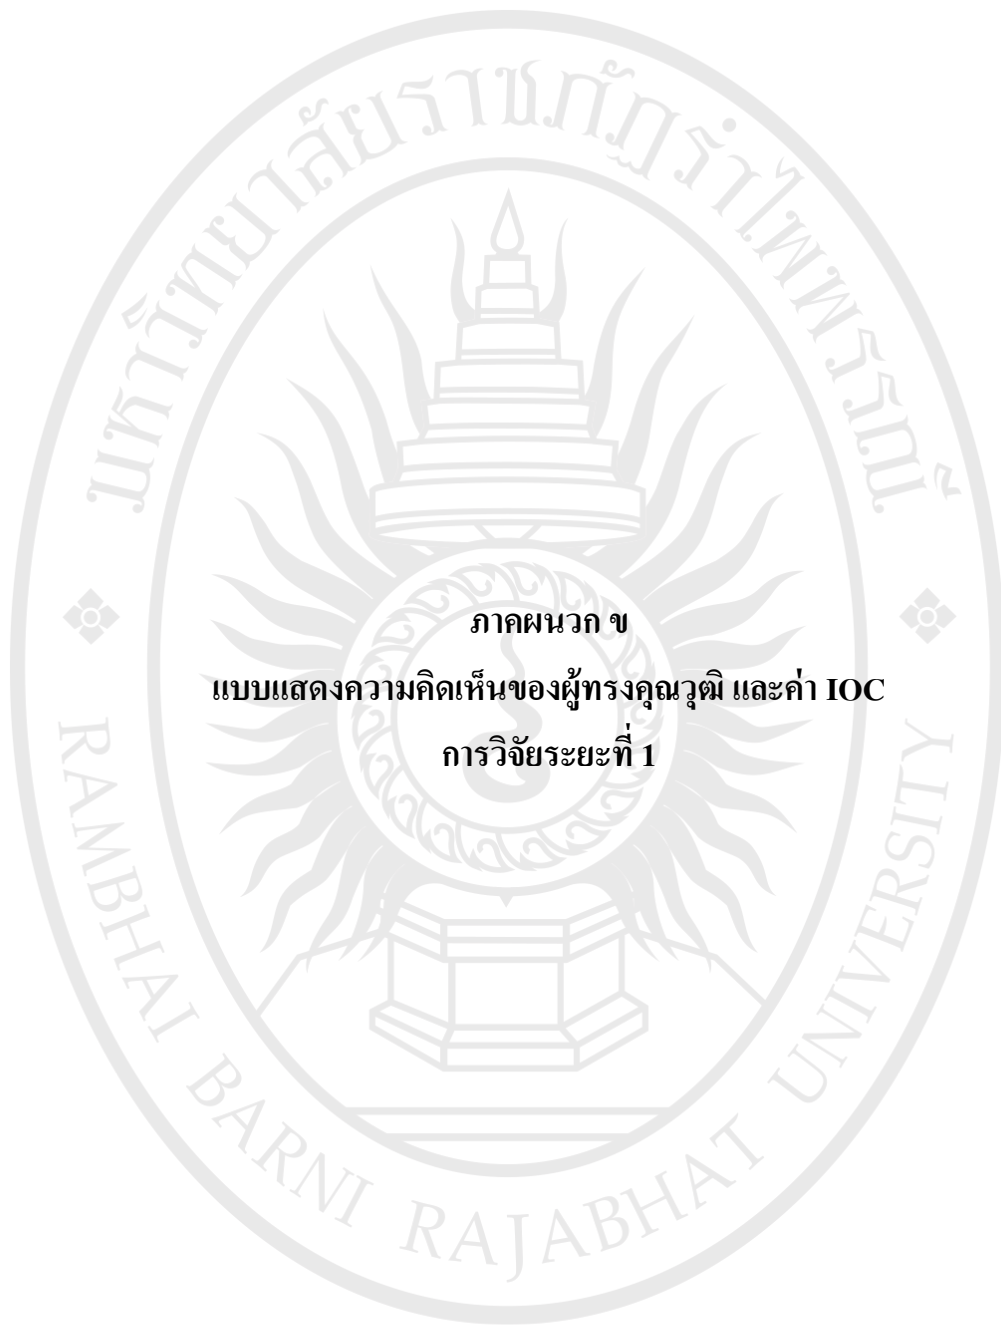 มหาวิทยาลัยราชภัฏรำไพพรรณี
ภาคผนวก ข
แบบแสดงความคิดเห็นของผู้ทรงคุณวุฒิ และค่า IOC
การวิจัยระยะที่ 1
RAMBHAI BARNI RAJABHAT UNIVERSITY